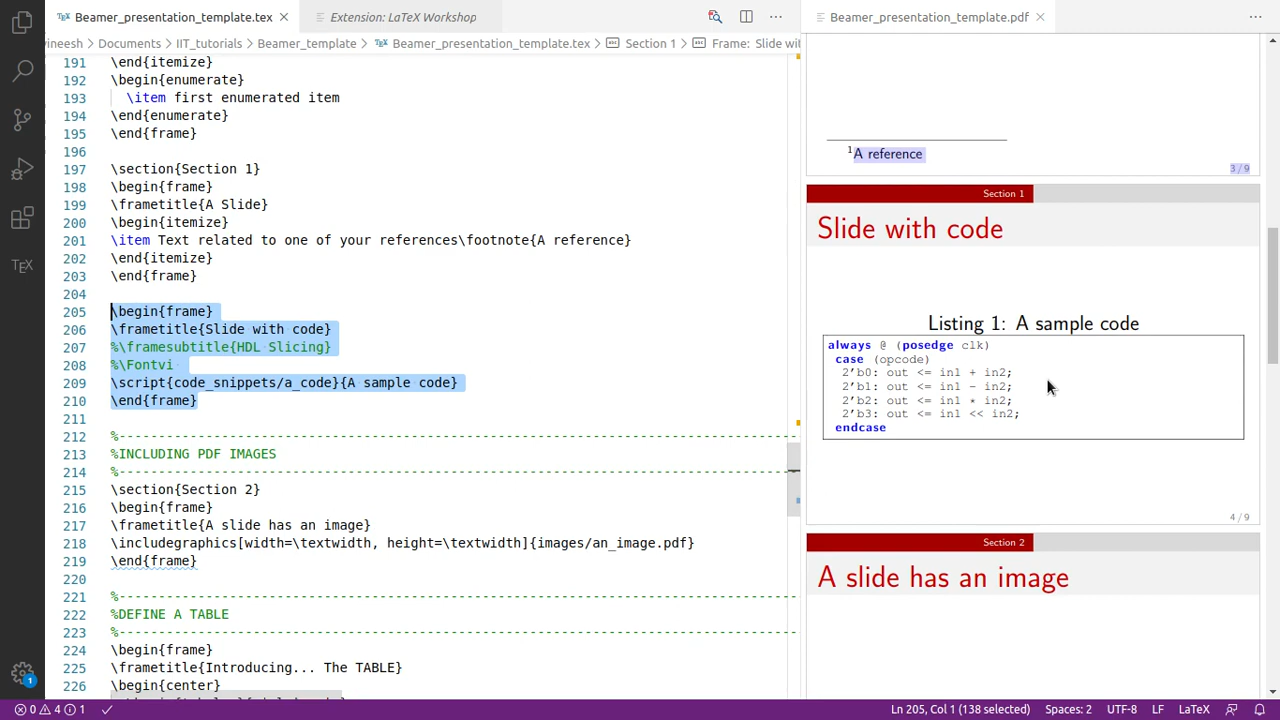 Beamer_presentation_template.tex
Extension: LaTeX Workshop
Beamer_presentation_template.pdf
vineesh > Documents > IIT_tutorials > Beamer_template > Beamer_presentation_template.tex > Section 1 > Frame: Slide wit
191 \end{itemize}
192 \begin{enumerate}
193 \item first enumerated item
194 \end{enumerate}
195 \end{frame}
196
197 \section{Section 1}
198 \begin{frame}
199 \frametitle{A Slide}
200 \begin{itemize}
201 \item Text related to one of your references\footnote{A reference}
202 \end{itemize}
203 \end{frame}
204
205 \begin{frame}
206 \frametitle{Slide with code}
207 %\framesubtitle{HDL Slicing}
208 %\Fontvi
209 \script{code_snippets/a_code}{A sample code}
210 \end{frame}
211
212 %--------------------------------------------------------------------------------------
213 %INCLUDING PDF IMAGES
214 %--------------------------------------------------------------------------------------
215 \section{Section 2}
216 \begin{frame}
217 \frametitle{A slide has an image}
218 \includegraphics[width=\textwidth, height=\textwidth]{images/an_image.pdf}
219 \end{frame}
220
221 %--------------------------------------------------------------------------------------
222 %DEFINE A TABLE
223 %--------------------------------------------------------------------------------------
224 \begin{frame}
225 \frametitle{Introducing... The TABLE}
226 \begin{center}
1A reference
3/9
Section 1
Slide with code
Listing 1: A sample code
always @ (posedge clk)
case (opcode)
2'b0: out <= in1 + in2;
2'b1: out <= in1 - in2;
2'b2: out <= in1 * in2;
2'b3: out <= in1 << in2;
endcase
4/9
Section 2
A slide has an image
TEX
1
0 4 1
Ln 205, Col 1 (138 selected)
Spaces: 2
UTF-8
LF
LaTeX